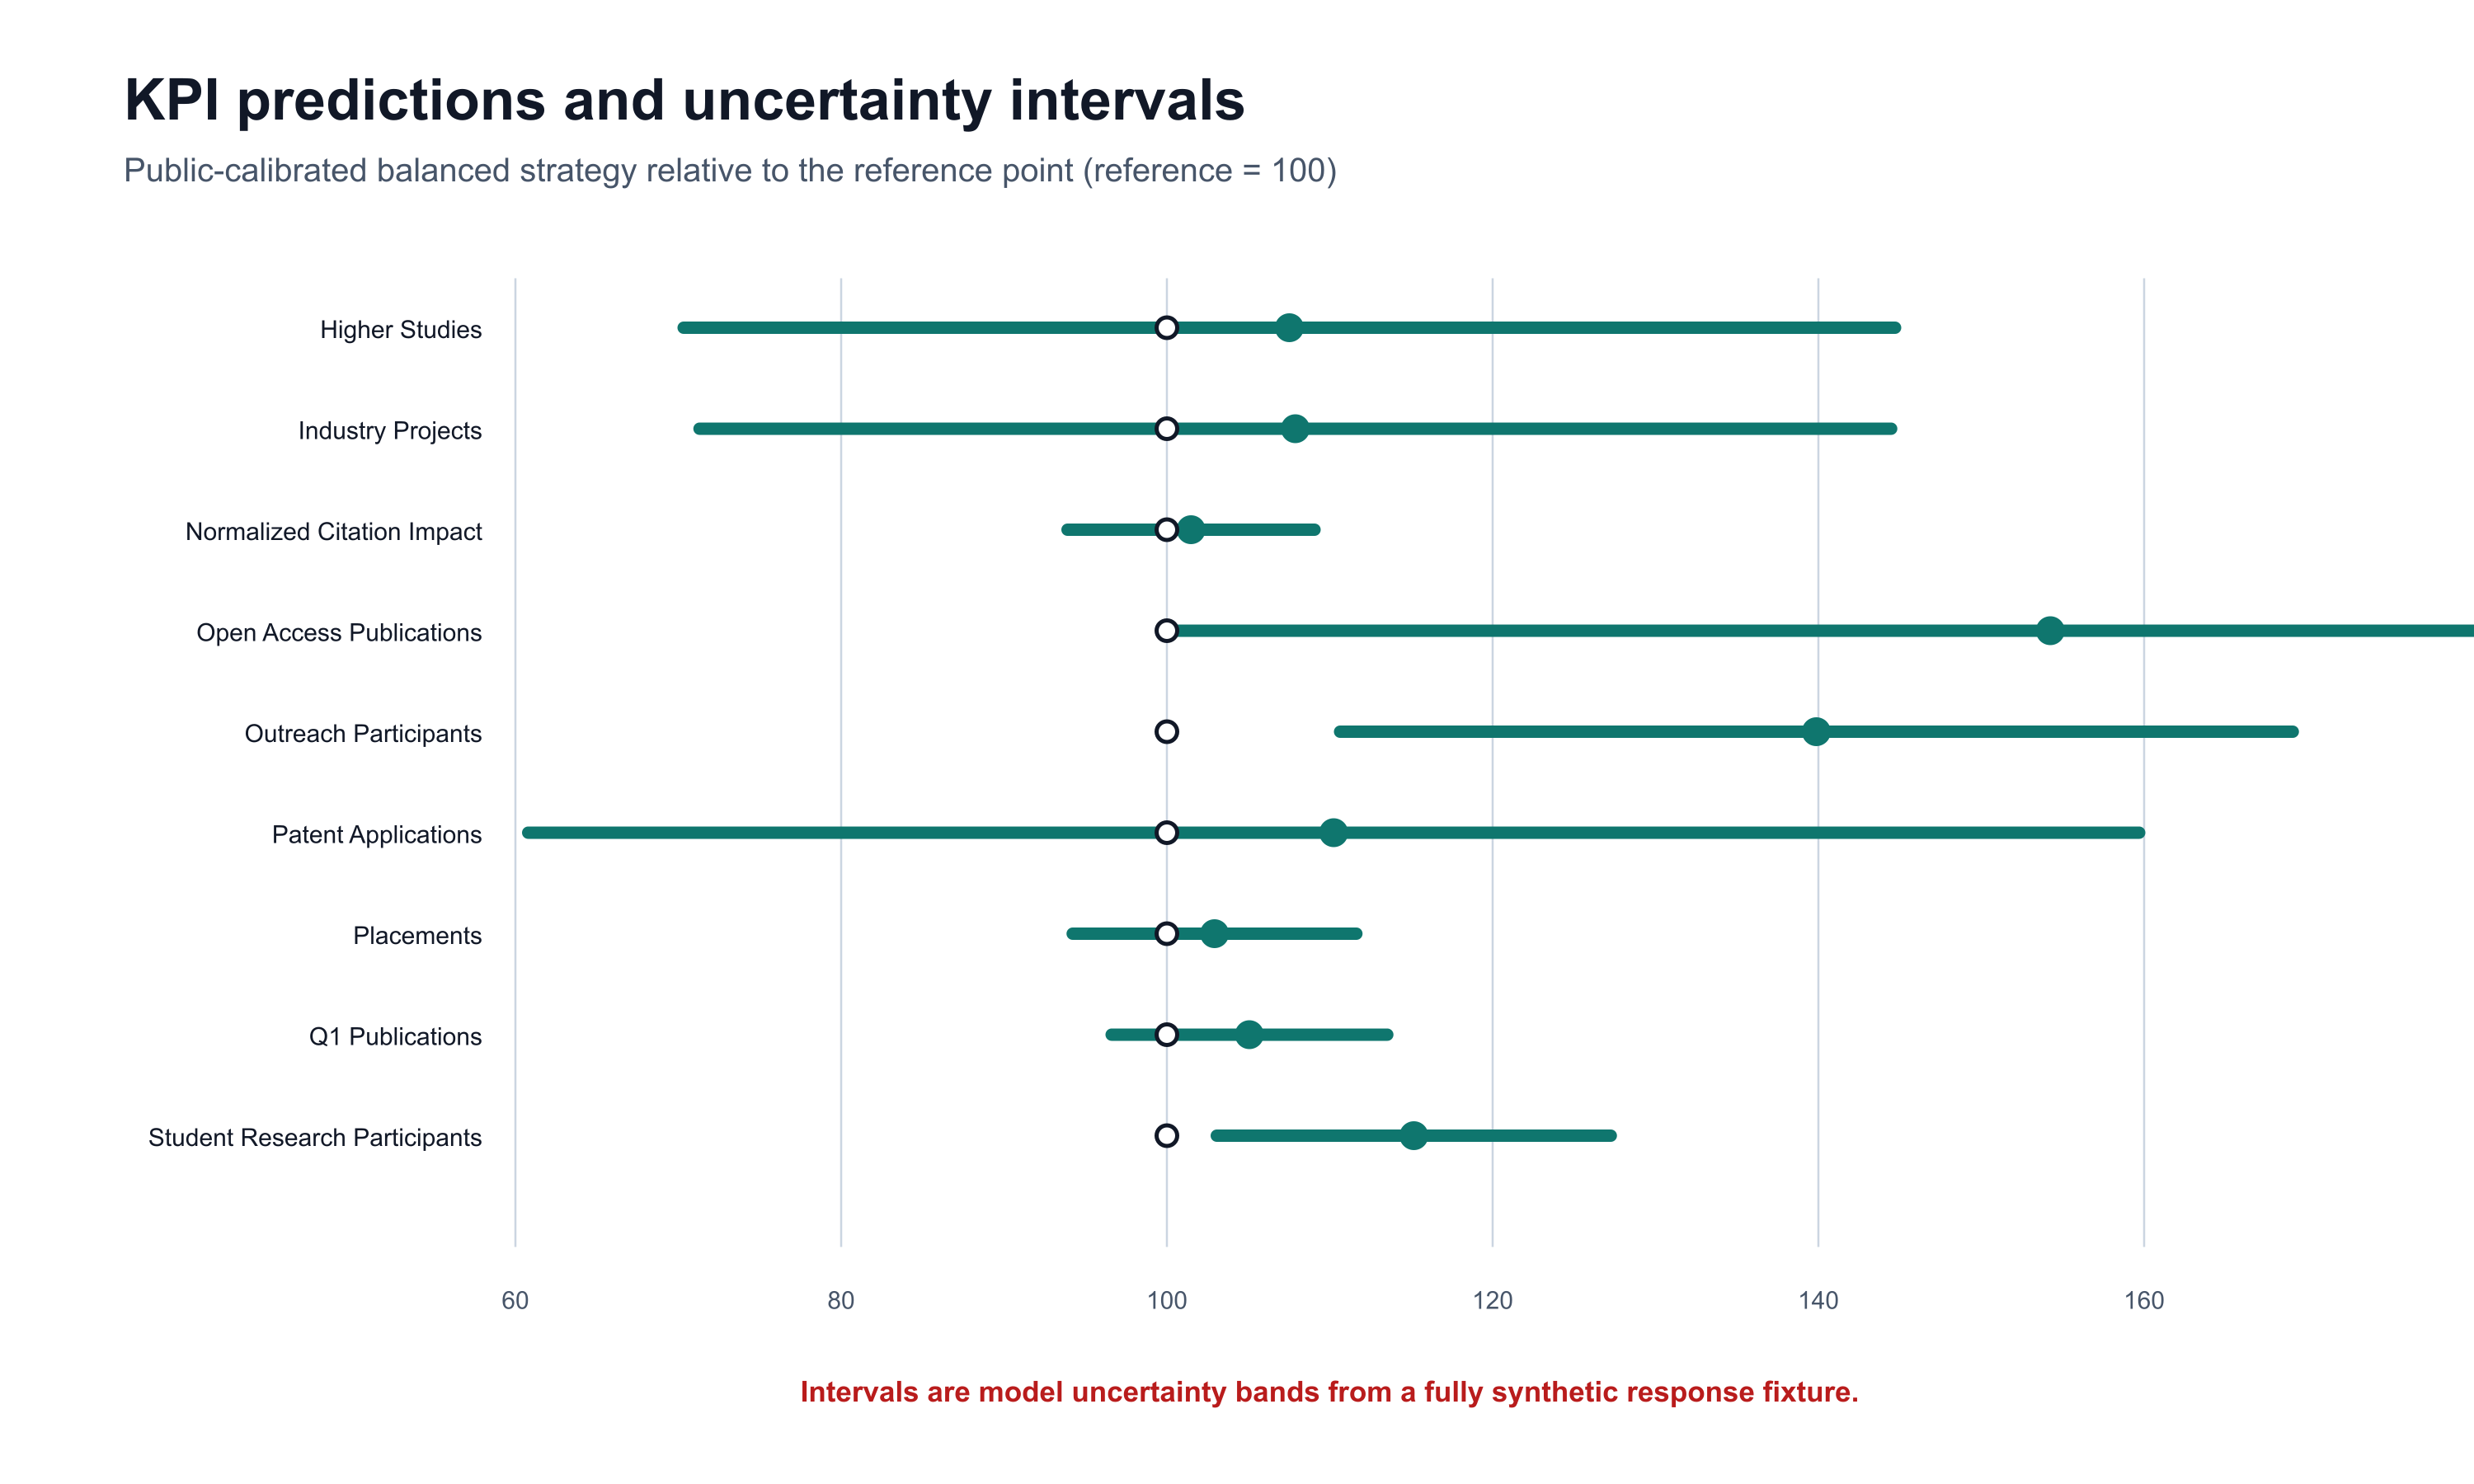 KPI predictions and uncertainty intervals
Public-calibrated balanced strategy relative to the reference point (reference = 100)
Higher Studies
Industry Projects
Normalized Citation Impact
Open Access Publications
Outreach Participants
Patent Applications
Placements
Q1 Publications
Student Research Participants
60 80 100 120 140 160
Intervals are model uncertainty bands from a fully synthetic response fixture.